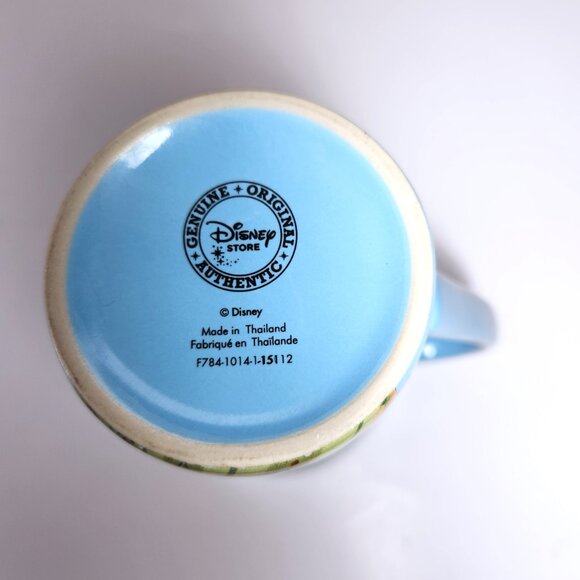 GENUINE ORIGINAL
Disney
STORE
AUTHENTIC
© Disney
Made in Thailand
Fabriqué en Thaïlande
F784-1014-1-15112